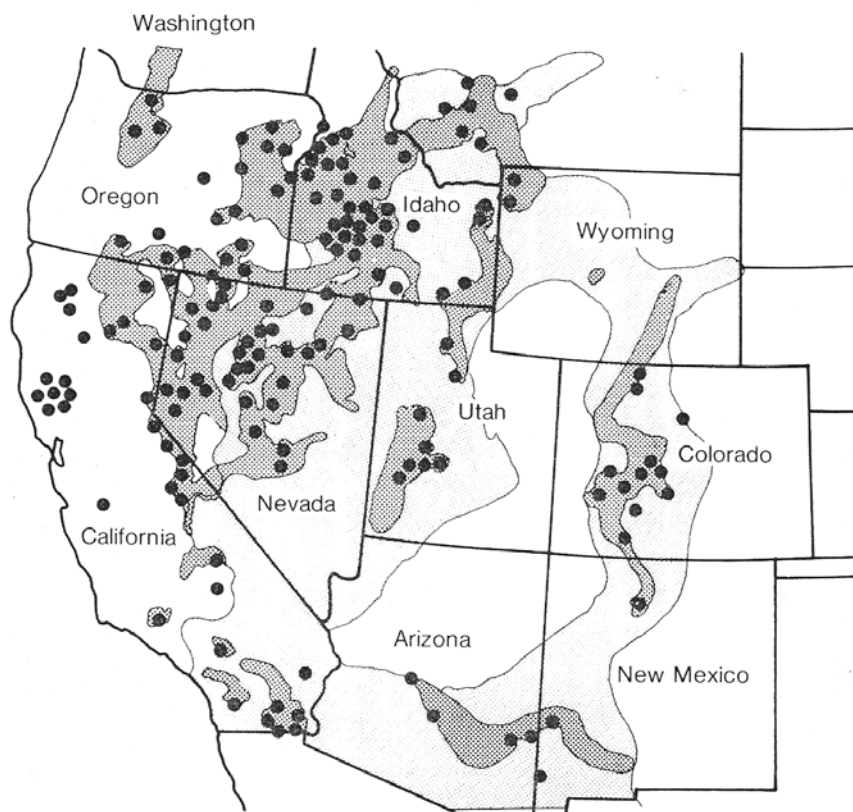 Washington
Oregon
Idaho
Wyoming
Utah
Colorado
Nevada
California
Arizona
New Mexico